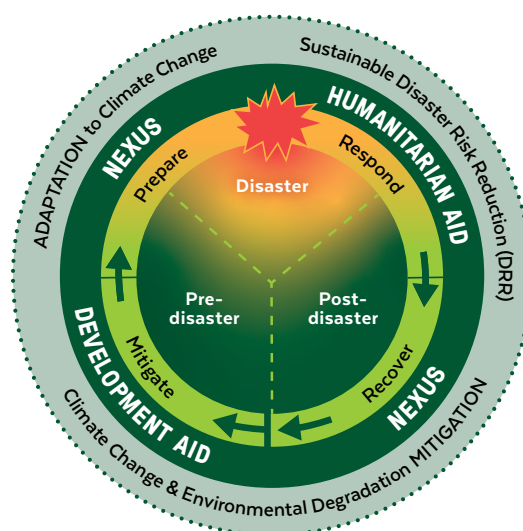 ADAPTATION to Climate Change
Sustainable Disaster Risk Reduction (DRR)
Climate Change & Environmental Degradation MITIGATION
NEXUS
HUMANITARIAN AID
NEXUS
DEVELOPMENT AID
Prepare
Respond
Recover
Mitigate
Disaster
Pre-
disaster
Post-
disaster